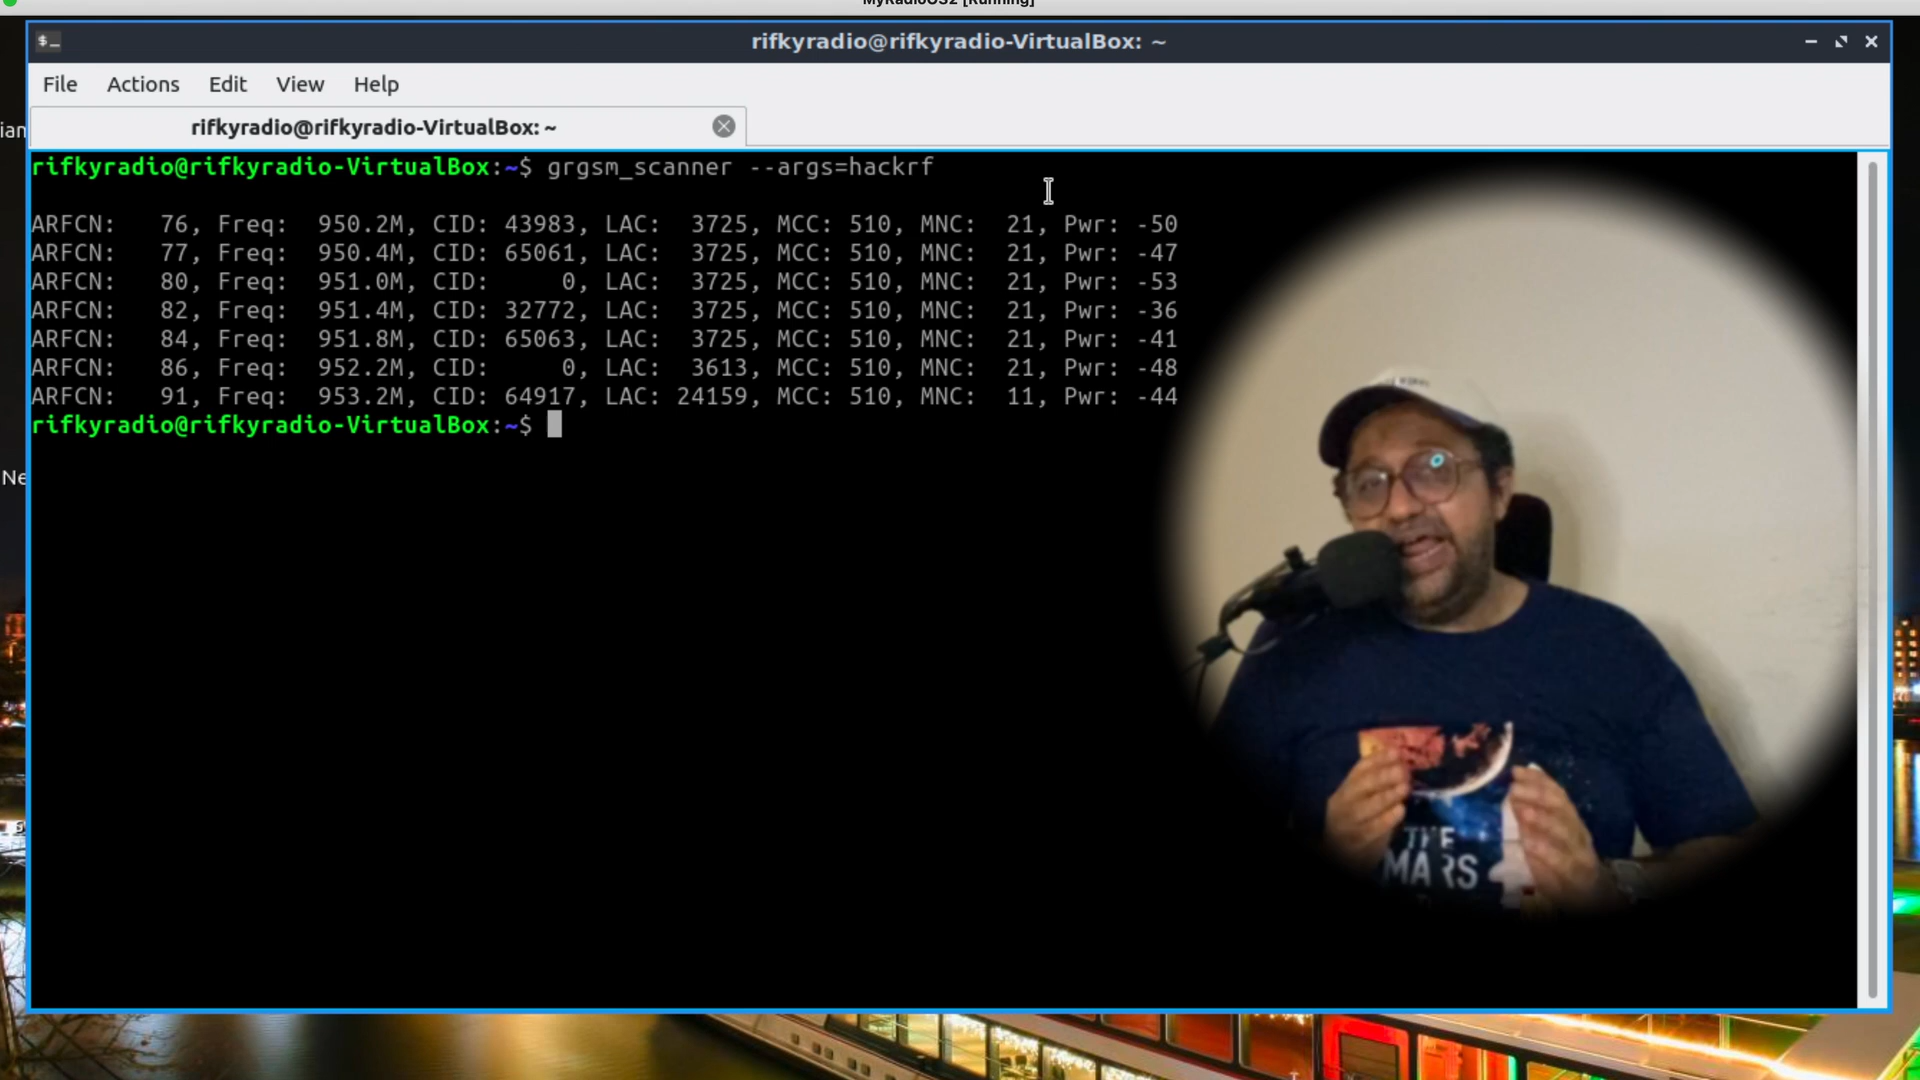 MyRadioOS2 [Running]
rifkyradio@rifkyradio-VirtualBox: ~
File Actions Edit View Help
rifkyradio@rifkyradio-VirtualBox: ~
rifkyradio@rifkyradio-VirtualBox:~$ grgsm_scanner --args=hackrf
ARFCN: 76, Freq: 950.2M, CID: 43983, LAC: 3725, MCC: 510, MNC: 21, Pwr: -50
ARFCN: 77, Freq: 950.4M, CID: 65061, LAC: 3725, MCC: 510, MNC: 21, Pwr: -47
ARFCN: 80, Freq: 951.0M, CID: 0, LAC: 3725, MCC: 510, MNC: 21, Pwr: -53
ARFCN: 82, Freq: 951.4M, CID: 32772, LAC: 3725, MCC: 510, MNC: 21, Pwr: -36
ARFCN: 84, Freq: 951.8M, CID: 65063, LAC: 3725, MCC: 510, MNC: 21, Pwr: -41
ARFCN: 86, Freq: 952.2M, CID: 0, LAC: 3613, MCC: 510, MNC: 21, Pwr: -48
ARFCN: 91, Freq: 953.2M, CID: 64917, LAC: 24159, MCC: 510, MNC: 11, Pwr: -44
rifkyradio@rifkyradio-VirtualBox:~$
THE
MARS